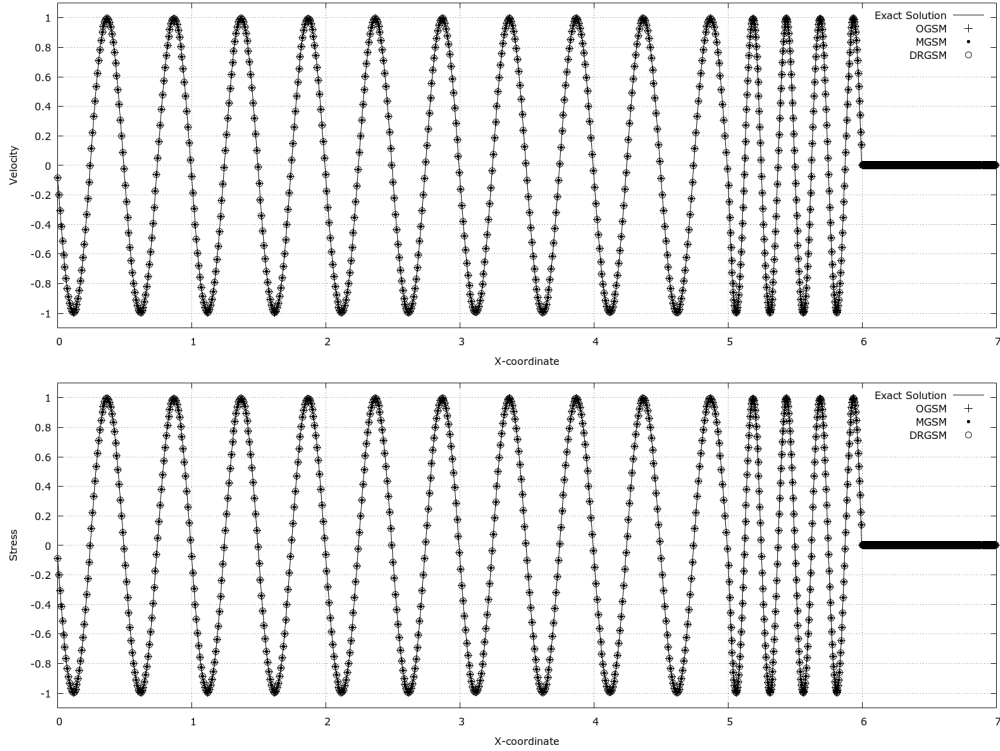 Exact Solution
OGSM
MGSM
DRGSM
1
0.8
0.6
0.4
0.2
0
-0.2
-0.4
-0.6
-0.8
-1
Velocity
0 1 2 3 4 5 6 7
X-coordinate
Exact Solution
OGSM
MGSM
DRGSM
1
0.8
0.6
0.4
0.2
0
-0.2
-0.4
-0.6
-0.8
-1
Stress
0 1 2 3 4 5 6 7
X-coordinate